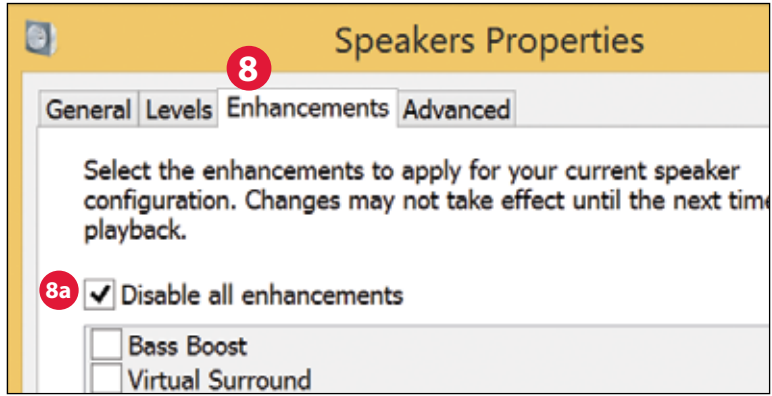 Speakers Properties
8
General Levels Enhancements Advanced
Select the enhancements to apply for your current speaker
configuration. Changes may not take effect until the next time
playback.
8a Disable all enhancements
Bass Boost
Virtual Surround